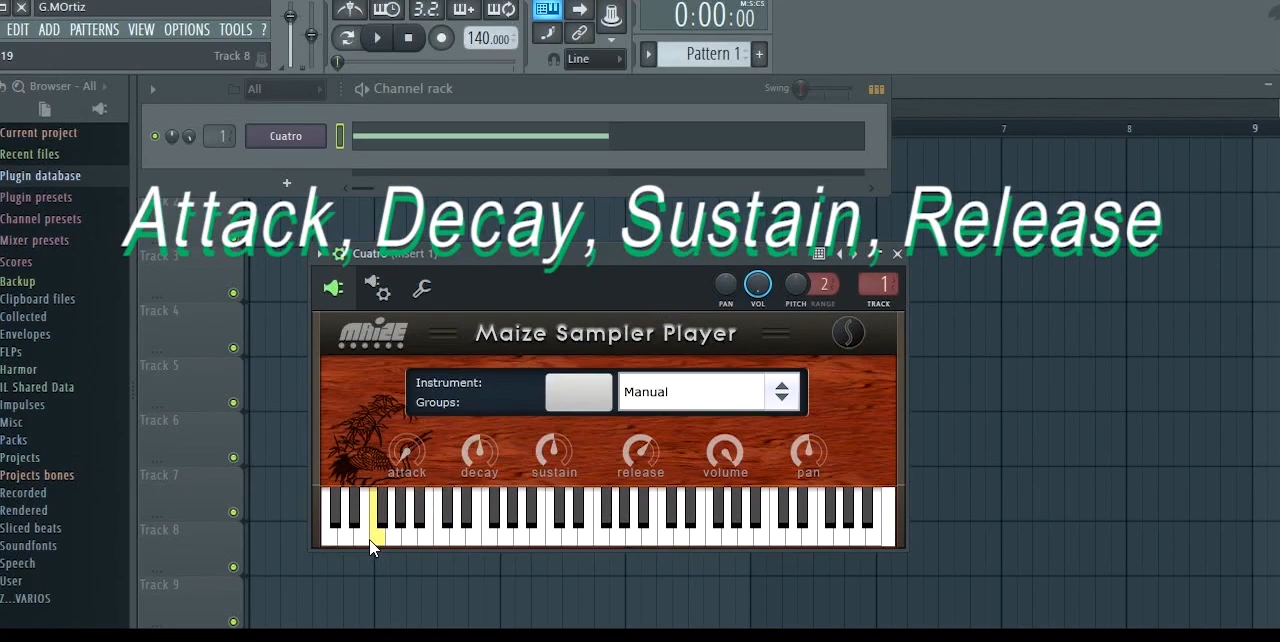 G.MOrtiz
EDIT ADD PATTERNS VIEW OPTIONS TOOLS ?
19
Track 8
3.2
140.000
Line
0:00:00
M:S:CS
Pattern 1
Browser - All
All
Channel rack
Swing
Current project
Recent files
Plugin database
Plugin presets
Channel presets
Mixer presets
Scores
Backup
Clipboard files
Collected
Envelopes
FLPs
Harmor
IL Shared Data
Impulses
Misc
Packs
Projects
Projects bones
Recorded
Rendered
Sliced beats
Soundfonts
Speech
User
Z...VARIOS
1
Cuatro
7
8
9
Attack, Decay, Sustain, Release
Track 3
Track 4
Track 5
Track 6
Track 7
Track 8
Track 9
Cuatro (Insert 1)
2
1
PAN
VOL
PITCH RANGE
TRACK
MAIZE
Maize Sampler Player
Instrument:
Groups:
Manual
attack
decay
sustain
release
volume
pan